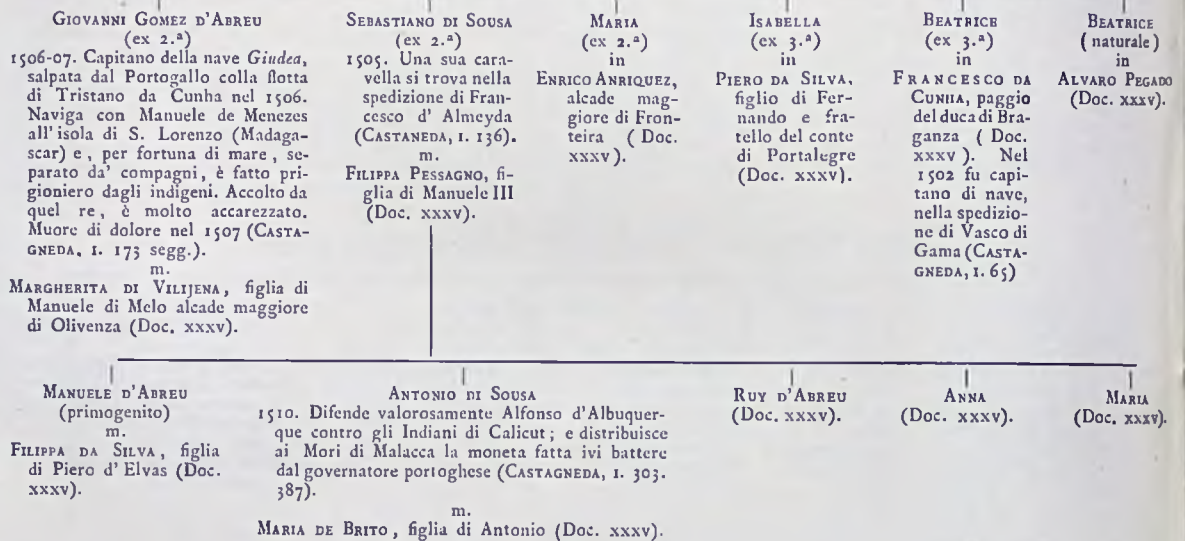 GIOVANNI GOMEZ D'ABREU
(ex 2.ª)
1506-07. Capitano della nave Giudea,
salpata dal Portogallo colla flotta
di Tristano da Cunha nel 1506.
Naviga con Manuele de Menezes
all'isola di S. Lorenzo (Madaga-
scar) e, per fortuna di mare, se-
parato da' compagni, è fatto pri-
gioniero dagli indigeni. Accolto da
quel re, è molto accarezzato.
Muore di dolore nel 1507 (CASTA-
GNEDA, I. 173 segg.).
m.
MARGHERITA DI VILIJENA, figlia di
Manuele di Melo alcade maggiore
di Olivenza (Doc. XXXV).
SEBASTIANO DI SOUSA
(ex 2.ª)
1505. Una sua cara-
vella si trova nella
spedizione di Fran-
cesco d' Almeyda
(CASTANEDA, I. 136).
m.
FILIPPA PESSAGNO, fi-
glia di Manuele III
(Doc. XXXV).
MARIA
(ex 2.ª)
in
ENRICO ANRIQUEZ,
alcade mag-
giore di Fron-
teira (Doc.
XXXV).
ISABELLA
(ex 3.ª)
in
PIERO DA SILVA,
figlio di Fer-
nando e fra-
tello del conte
di Portalegre
(Doc. XXXV).
BEATRICE
(ex 3.ª)
in
FRANCESCO DA
CUNHA, paggio
del duca di Bra-
ganza (Doc.
XXXV). Nel
1502 fu capi-
tano di nave,
nella spedizio-
ne di Vasco di
Gama (CASTA-
GNEDA, I. 65)
BEATRICE
(naturale)
in
ALVARO PEGADO
(Doc. XXXV).
MANUELE D'ABREU
(primogenito)
m.
FILIPPA DA SILVA, figlia
di Piero d' Elvas (Doc.
XXXV).
ANTONIO DI SOUSA
1510. Difende valorosamente Alfonso d'Albuquer-
que contro gli Indiani di Calicut; e distribuisce
ai Mori di Malacca la moneta fatta ivi battere
dal governatore portoghese (CASTAGNEDA, I. 303.
387).
m.
MARIA DE BRITO, figlia di Antonio (Doc. XXXV).
RUY D'ABREU
(Doc. XXXV).
ANNA
(Doc. XXXV).
MARIA
(Doc. XXXV).